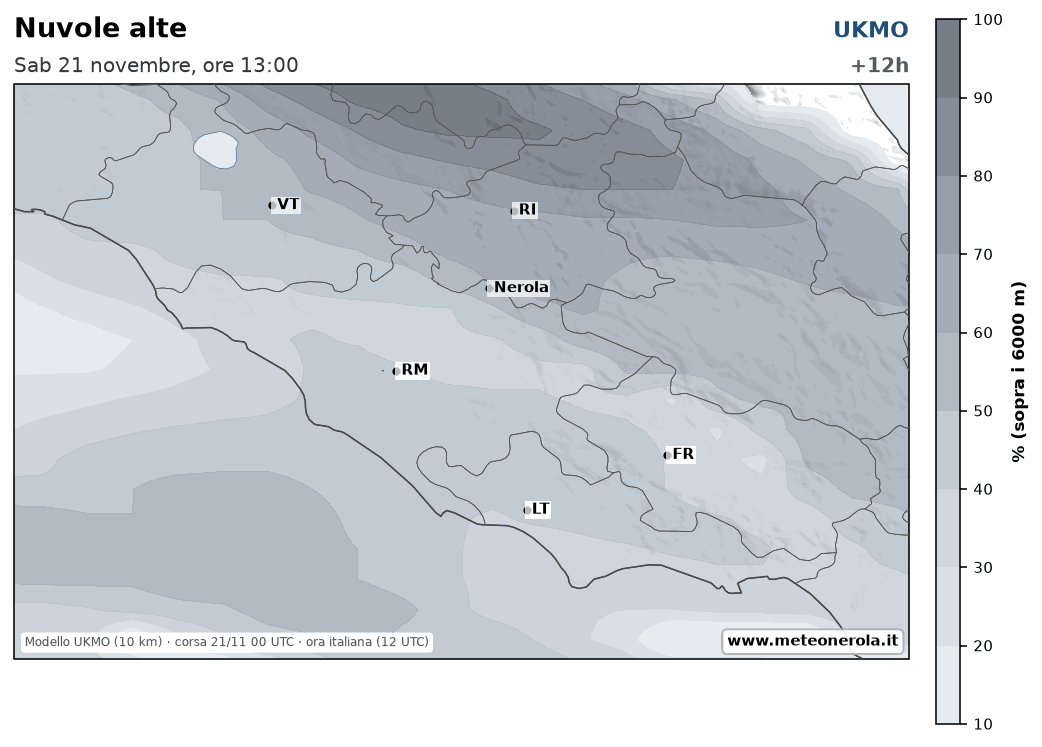 Nuvole alte
UKMO
Sab 21 novembre, ore 13:00
+12h
100
90
80
70
60
50
40
30
20
10
% (sopra i 6000 m)
VT
RI
Nerola
RM
FR
LT
Modello UKMO (10 km) · corsa 21/11 00 UTC · ora italiana (12 UTC)
www.meteonerola.it